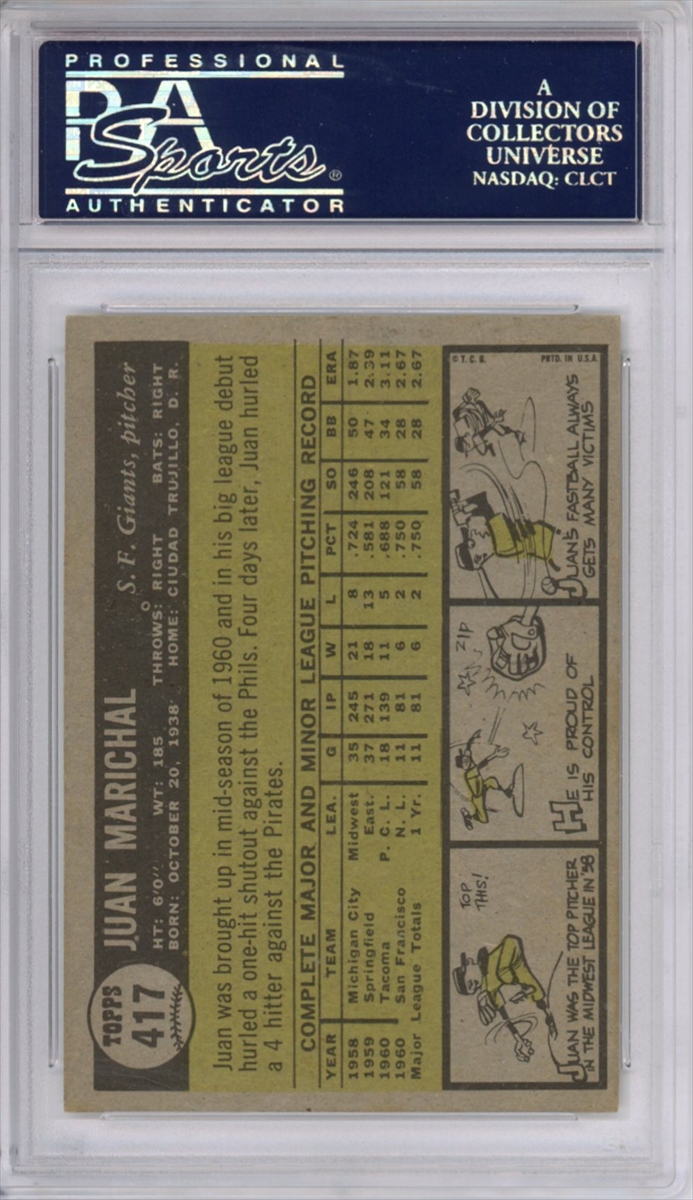 PROFESSIONAL
PSA
Sports®
AUTHENTICATOR
A
DIVISION OF
COLLECTORS
UNIVERSE
NASDAQ: CLCT
TOPPS
417
JUAN MARICHAL S. F. Giants, pitcher
HT: 6'0" WT: 185 THROWS: RIGHT BATS: RIGHT
BORN: OCTOBER 20, 1938 HOME: CIUDAD TRUJILLO, D. R.
Juan was brought up in mid-season of 1960 and in his big league debut
hurled a one-hit shutout against the Phils. Four days later, Juan hurled
a 4 hitter against the Pirates.
COMPLETE MAJOR AND MINOR LEAGUE PITCHING RECORD
YEAR TEAM LEA. G IP W L PCT SO BB ERA
1958 Michigan City Midwest 35 245 21 8 .724 246 50 1.87
1959 Springfield East. 37 271 18 13 .581 208 47 2.39
1960 Tacoma P. C. L. 18 139 11 5 .688 121 34 3.11
1960 San Francisco N. L. 11 81 6 2 .750 58 28 2.67
Major League Totals 1 Yr. 11 81 6 2 .750 58 28 2.67
TOP
THIS!
JUAN WAS THE TOP PITCHER
IN THE MIDWEST LEAGUE IN '58
ZIP
HE IS PROUD OF
HIS CONTROL
© T.C.G. PRTD. IN U.S.A.
JUAN'S FASTBALL ALWAYS
GETS MANY VICTIMS